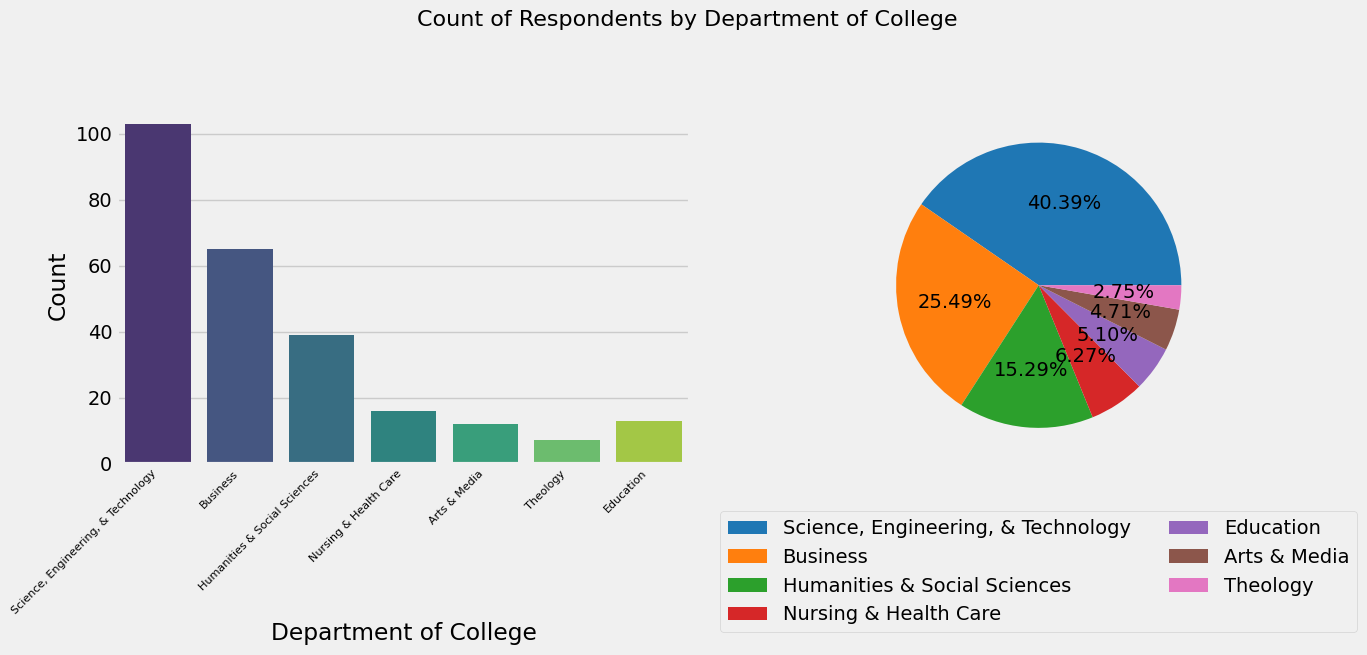 Count of Respondents by Department of College
Count
100
80
60
40
20
0
Science, Engineering, & Technology
Business
Humanities & Social Sciences
Nursing & Health Care
Arts & Media
Theology
Education
Department of College
40.39%
25.49%
15.29%
6.27%
5.10%
4.71%
2.75%
Science, Engineering, & Technology
Business
Humanities & Social Sciences
Nursing & Health Care
Education
Arts & Media
Theology